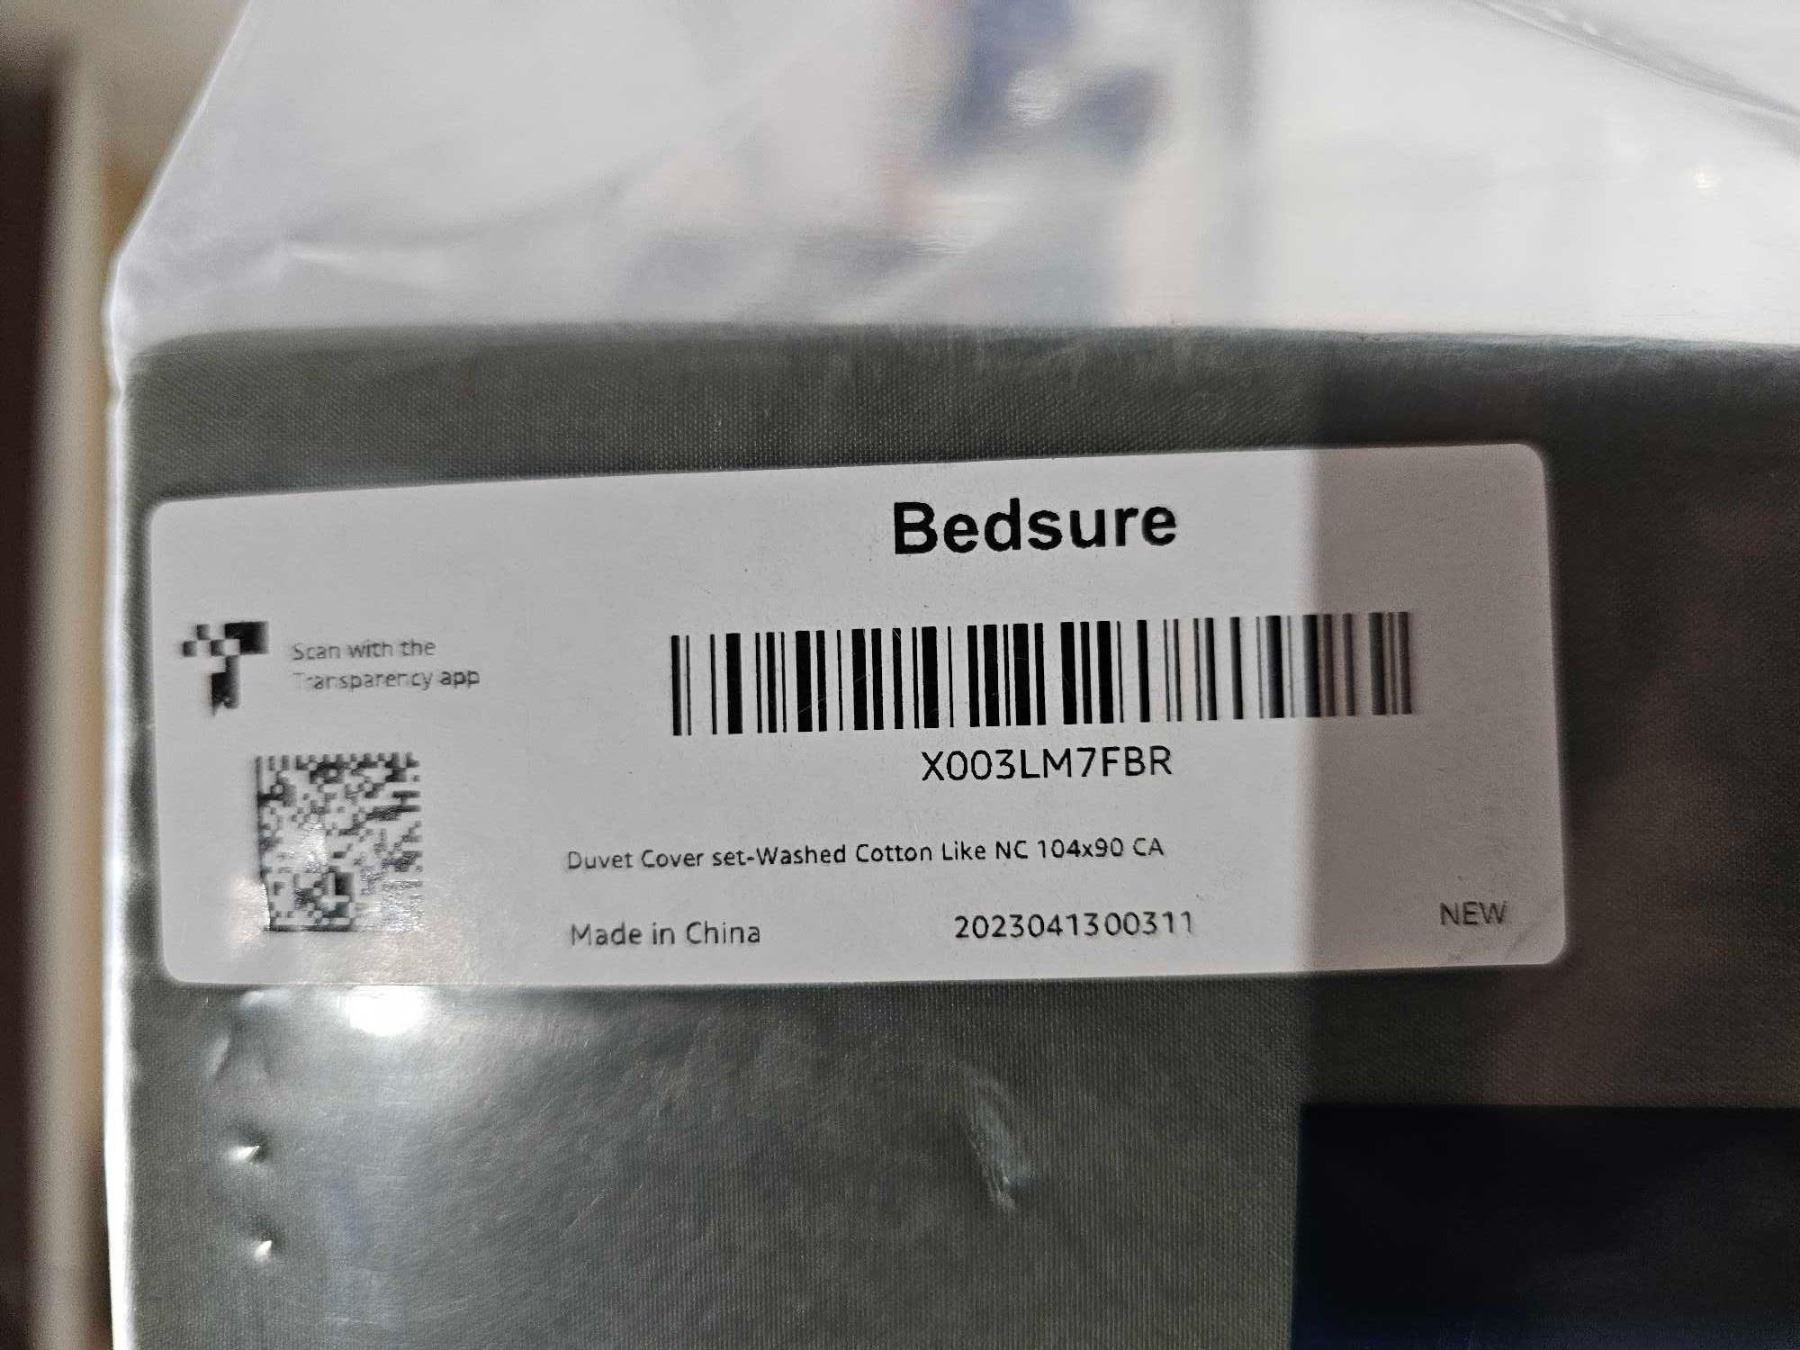 Bedsure
Scan with the
Transparency app
X003LM7FBR
Duvet Cover set-Washed Cotton Like NC 104x90 CA
Made in China
2023041300311
NEW